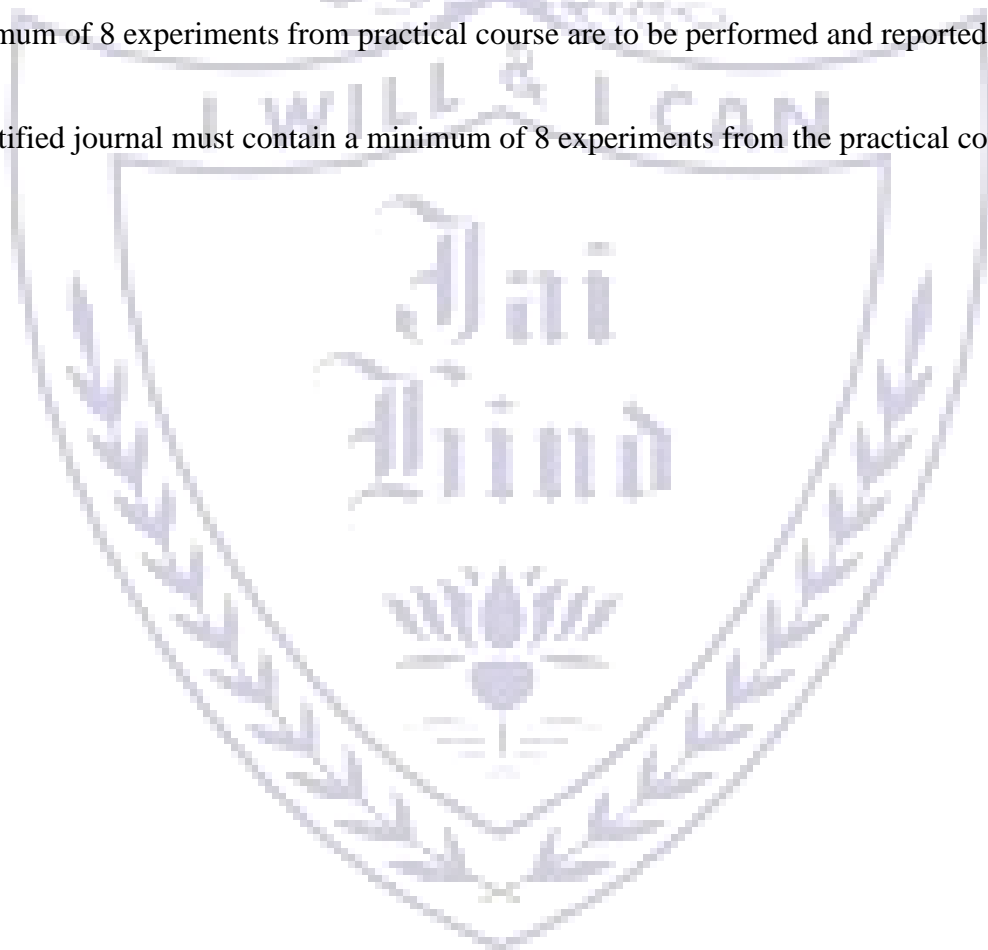 mum of 8 experiments from practical course are to be performed and reported
I WILL & I CAN
tified journal must contain a minimum of 8 experiments from the practical co
Jai
Hind